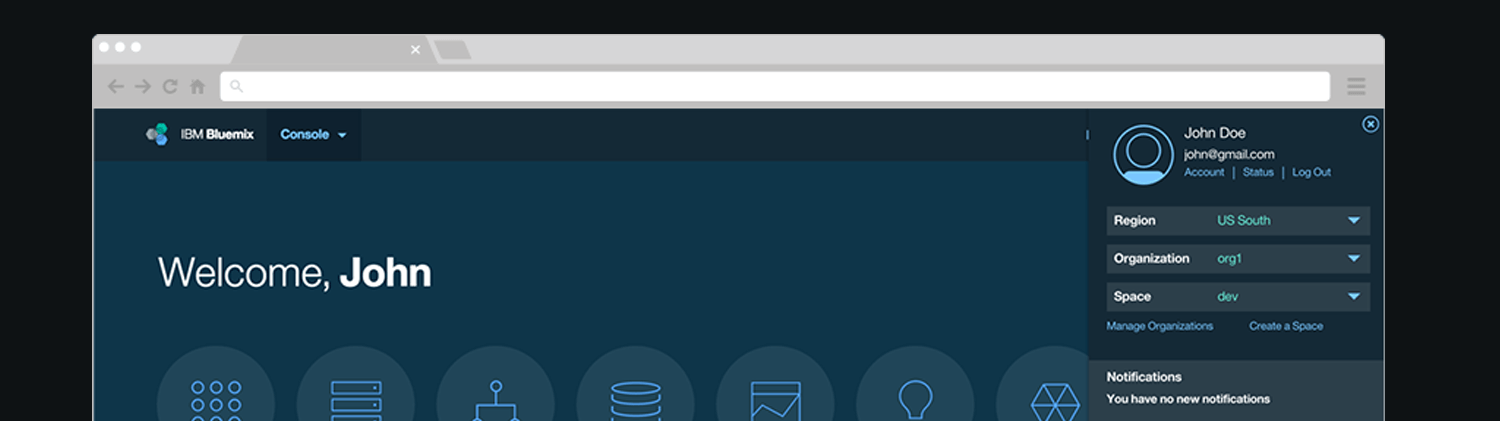 IBM Bluemix Console
Welcome, John
John Doe
john@gmail.com
Account | Status | Log Out
Region US South
Organization org1
Space dev
Manage Organizations Create a Space
Notifications
You have no new notifications